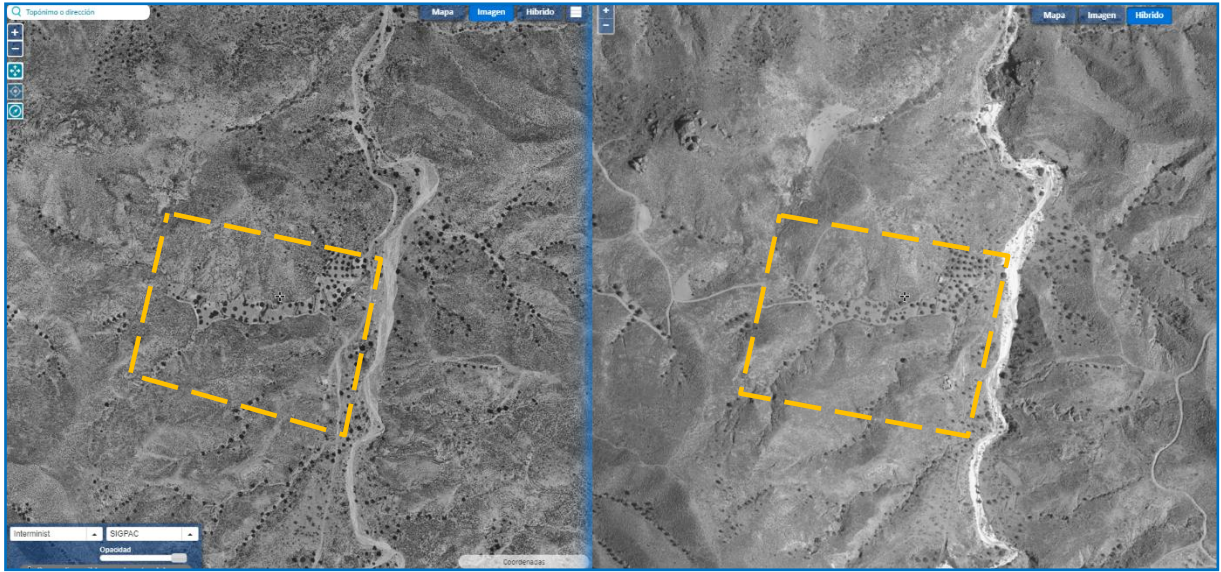 Topónimo o dirección
Mapa Imagen Híbrido
+
−
Interminist. SIGPAC
Opacidad
Coordenadas
+
−
Mapa Imagen Híbrido